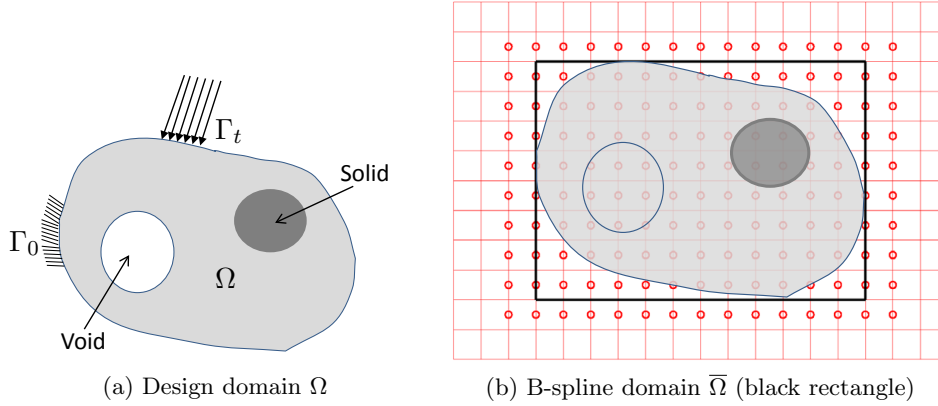 Γt
Solid
Γ0
Ω
Void
(a) Design domain Ω
(b) B-spline domain Ω̅ (black rectangle)